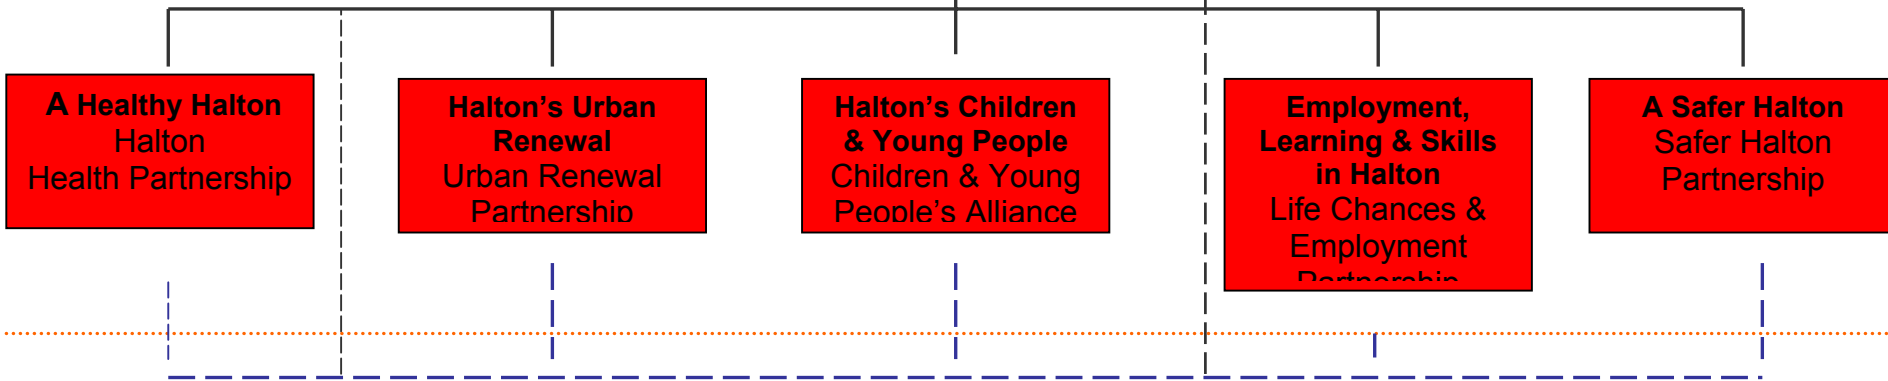 A Healthy Halton
Halton
Health Partnership
Halton’s Urban
Renewal
Urban Renewal
Partnership
Halton’s Children
& Young People
Children & Young
People’s Alliance
Employment,
Learning & Skills
in Halton
Life Chances &
Employment
Partnership
A Safer Halton
Safer Halton
Partnership